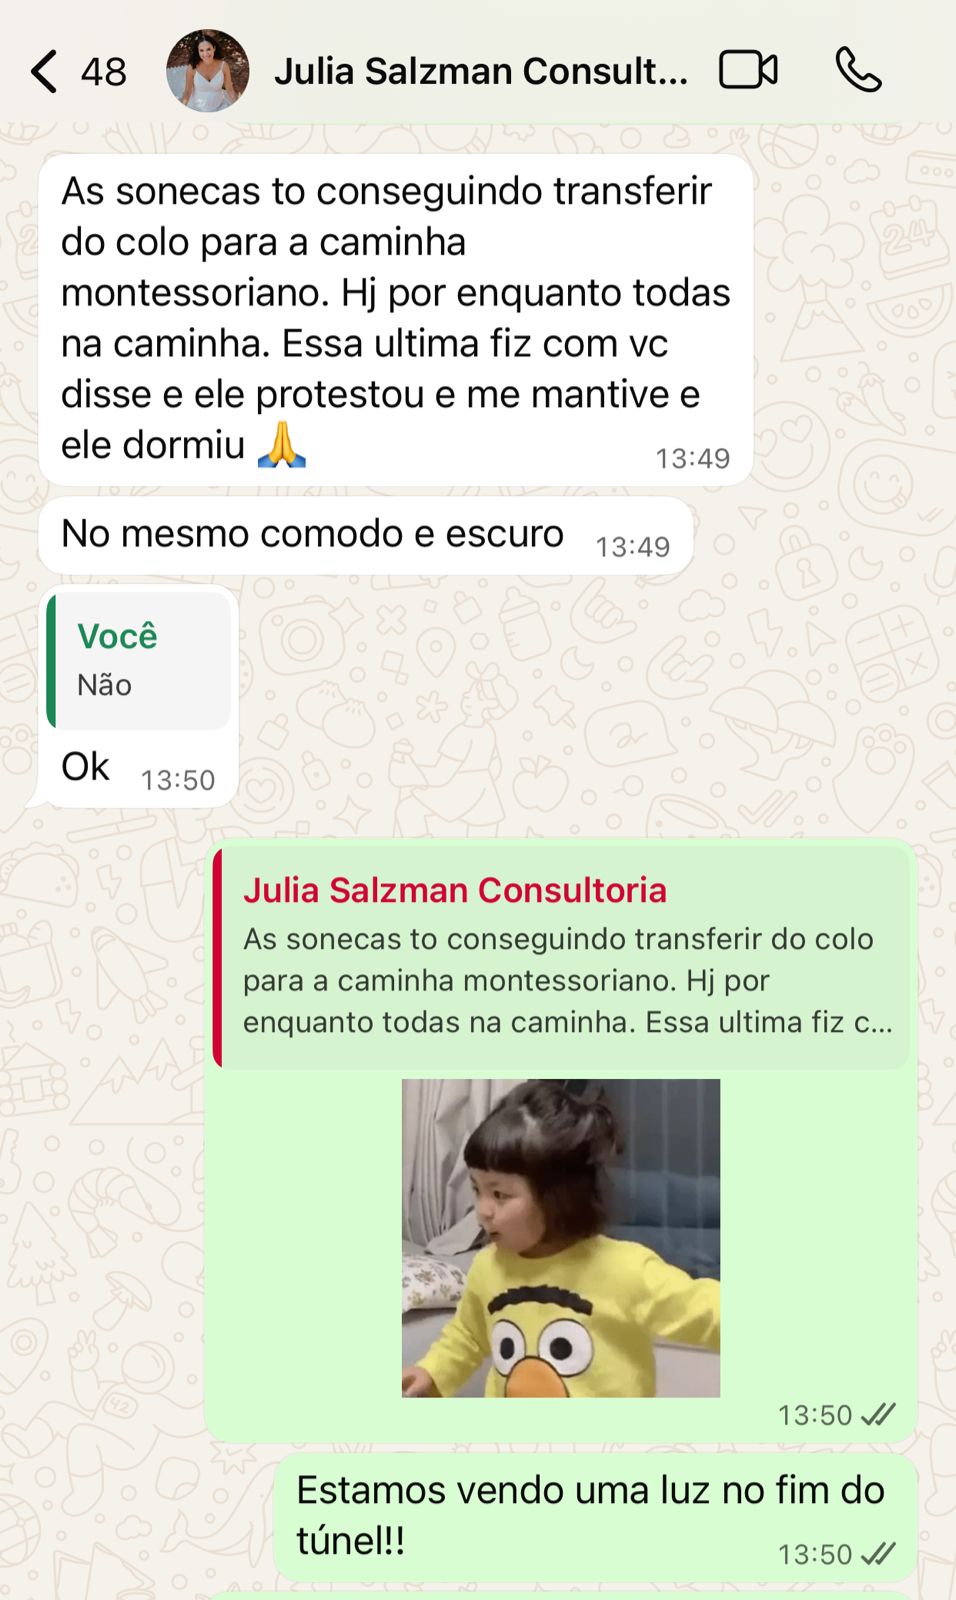 48
Julia Salzman Consult...
As sonecas to conseguindo transferir
do colo para a caminha
montessoriano. Hj por enquanto todas
na caminha. Essa ultima fiz com vc
disse e ele protestou e me mantive e
ele dormiu 🙏
13:49
No mesmo comodo e escuro
13:49
Você
Não
Ok
13:50
Julia Salzman Consultoria
As sonecas to conseguindo transferir do colo
para a caminha montessoriano. Hj por
enquanto todas na caminha. Essa ultima fiz c...
13:50
Estamos vendo uma luz no fim do
túnel!!
13:50